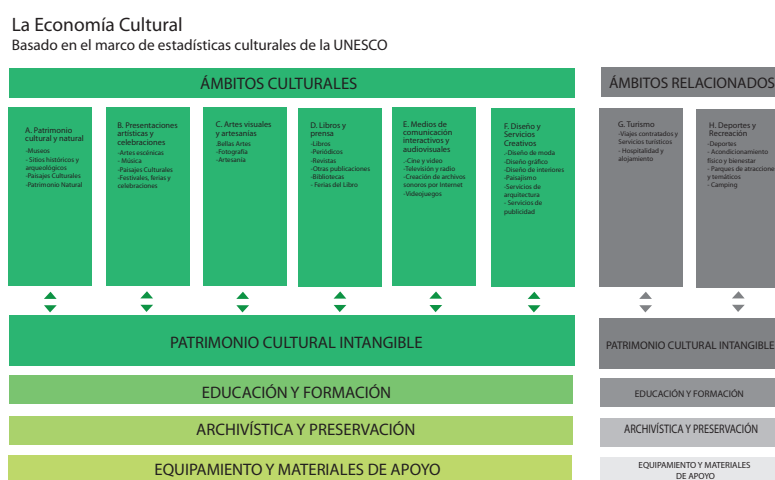 La Economía Cultural
Basado en el marco de estadísticas culturales de la UNESCO
ÁMBITOS CULTURALES
ÁMBITOS RELACIONADOS
A. Patrimonio
cultural y natural
-Museos
- Sitios históricos y
arqueológicos
-Paisajes Culturales
-Patrimonio Natural
B. Presentaciones
artísticas y
celebraciones
-Artes escénicas
- Música
-Paisajes Culturales
-Festivales, ferias y
celebraciones
C. Artes visuales
y artesanías
.Bellas Artes
-Fotografía
-Artesanía
D. Libros y
prensa
-Libros
-Periódicos
-Revistas
-Otras publicaciones
-Bibliotecas
- Ferias del Libro
E. Medios de
comunicación
interactivos y
audiovisuales
.-Cine y video
-Televisión y radio
-Creación de archivos
sonoros por Internet
-Videojuegos
F. Diseño y
Servicios
Creativos
.-Diseño de moda
-Diseño gráfico
-Diseño de interiores
-Paisajismo
-Servicios de
arquitectura
- Servicios de
publicidad
G. Turismo
-Viajes contratados y
Servicios turísticos
- Hospitalidad y
alojamiento
H. Deportes y
Recreación
-Deportes
- Acondicionamiento
físico y bienestar
- Parques de atraccione
y temáticos
- Camping
PATRIMONIO CULTURAL INTANGIBLE
PATRIMONIO CULTURAL INTANGIBLE
EDUCACIÓN Y FORMACIÓN
EDUCACIÓN Y FORMACIÓN
ARCHIVÍSTICA Y PRESERVACIÓN
ARCHIVÍSTICA Y PRESERVACIÓN
EQUIPAMIENTO Y MATERIALES DE APOYO
EQUIPAMIENTO Y MATERIALES
DE APOYO